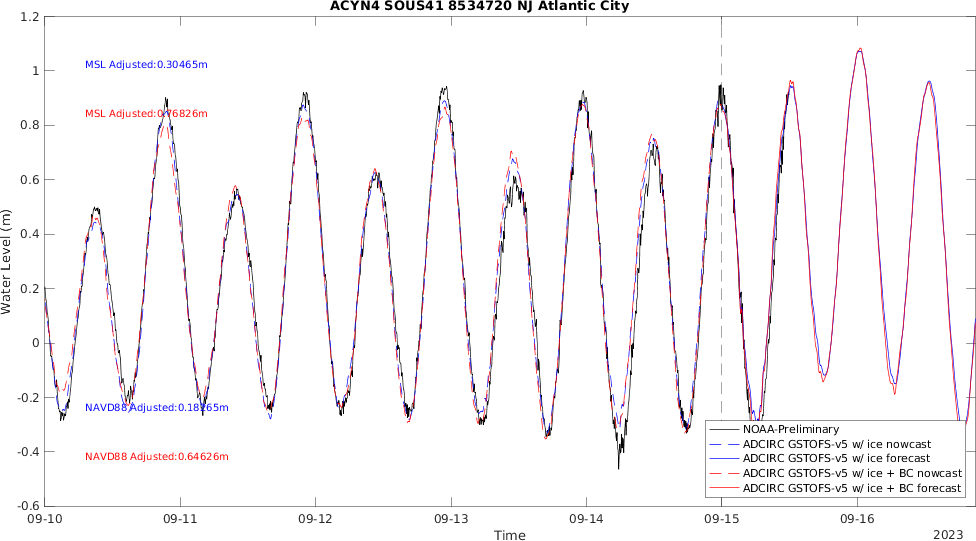 ACYN4 SOUS41 8534720 NJ Atlantic City
1.2
1
0.8
0.6
0.4
0.2
0
-0.2
-0.4
-0.6
Water Level (m)
MSL Adjusted:0.30465m
MSL Adjusted:0.76826m
NAVD88 Adjusted:0.18265m
NAVD88 Adjusted:0.64626m
NOAA-Preliminary
ADCIRC GSTOFS-v5 w/ ice nowcast
ADCIRC GSTOFS-v5 w/ ice forecast
ADCIRC GSTOFS-v5 w/ ice + BC nowcast
ADCIRC GSTOFS-v5 w/ ice + BC forecast
09-10 09-11 09-12 09-13 09-14 09-15 09-16
Time
2023